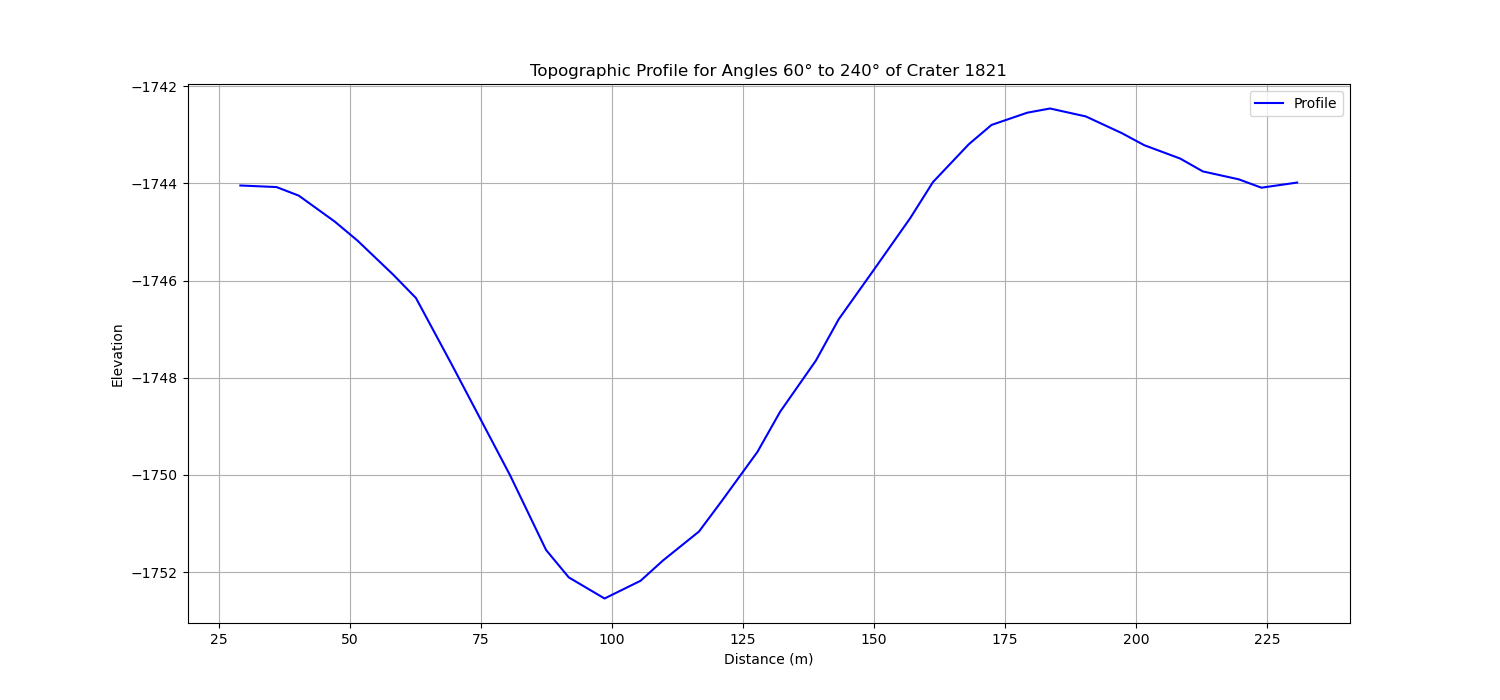 Topographic Profile for Angles 60° to 240° of Crater 1821
−1742
−1744
−1746
−1748
−1750
−1752
Elevation
Profile
25 50 75 100 125 150 175 200 225
Distance (m)